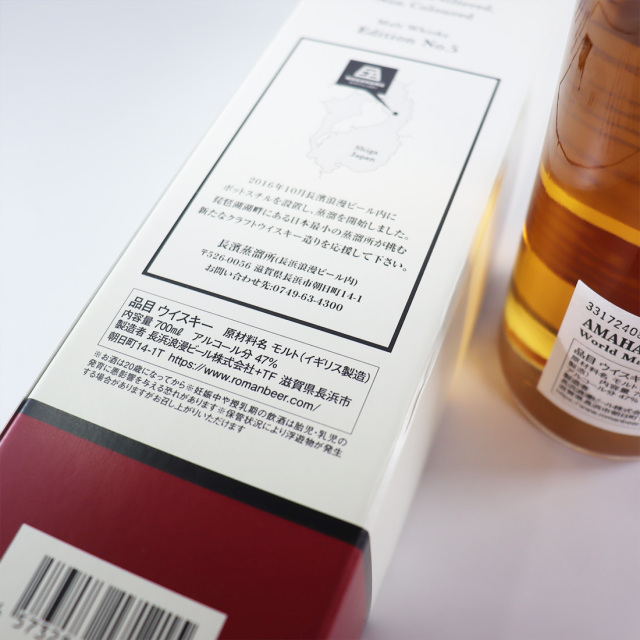 Coloured
Malt Whisky
Edition No.5
Shiga
Japan
2016年10月長濱浪漫ビール内に
ポットスチルを設置し、蒸溜を開始しました。
琵琶湖湖畔にある日本最小の蒸溜所が挑む
新たなクラフトウイスキー造りを応援して下さい。
長濱蒸溜所(長浜浪漫ビール内)
〒526-0056 滋賀県長浜市朝日町14-1
お問い合わせ先:0749-63-4300
品目 ウイスキー 原材料名 モルト(イギリス製造)
内容量 700ml アルコール分 47%
製造者 長浜浪漫ビール株式会社+TF 滋賀県長浜市
朝日町14-1T https://www.romanbeer.com/
※お酒は20歳になってから※妊娠中や授乳期の飲酒は胎児・乳児の
発育に悪影響を与える恐れがあります※保管状況により浮遊物が発生
する場合がありますがお召し上がりいただけます
3317240
AMAHA
World M
品目 ウイスキー